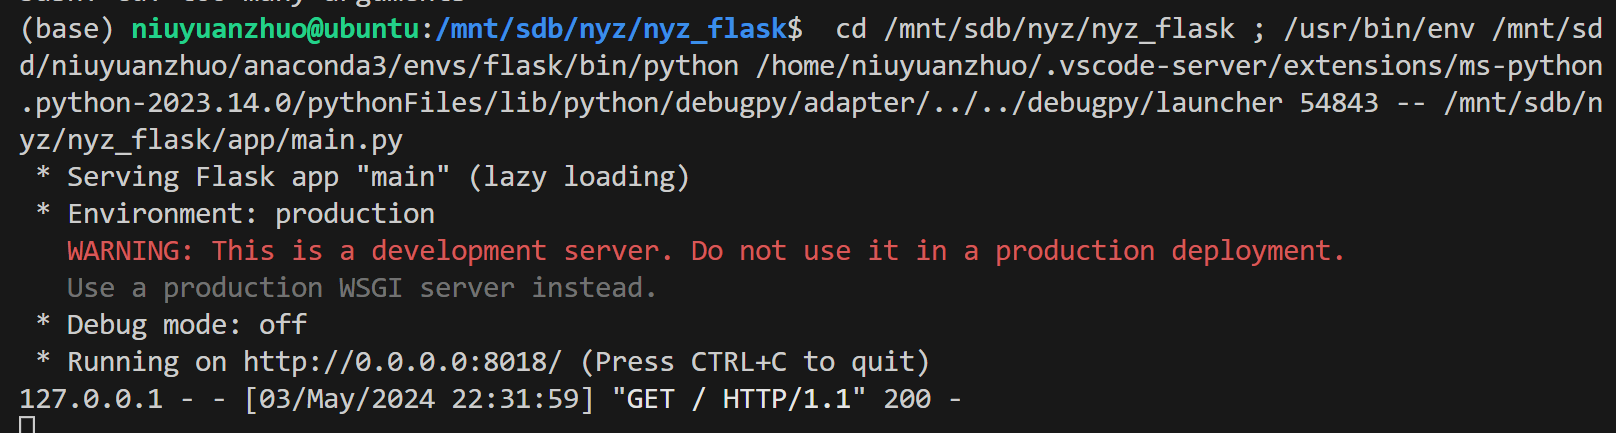 (base) niuyuanzhuo@ubuntu:/mnt/sdb/nyz/nyz_flask$  cd /mnt/sdb/nyz/nyz_flask ; /usr/bin/env /mnt/sd
d/niuyuanzhuo/anaconda3/envs/flask/bin/python /home/niuyuanzhuo/.vscode-server/extensions/ms-python
.python-2023.14.0/pythonFiles/lib/python/debugpy/adapter/../../debugpy/launcher 54843 -- /mnt/sdb/n
yz/nyz_flask/app/main.py
 * Serving Flask app "main" (lazy loading)
 * Environment: production
   WARNING: This is a development server. Do not use it in a production deployment.
   Use a production WSGI server instead.
 * Debug mode: off
 * Running on http://0.0.0.0:8018/ (Press CTRL+C to quit)
127.0.0.1 - - [03/May/2024 22:31:59] "GET / HTTP/1.1" 200 -